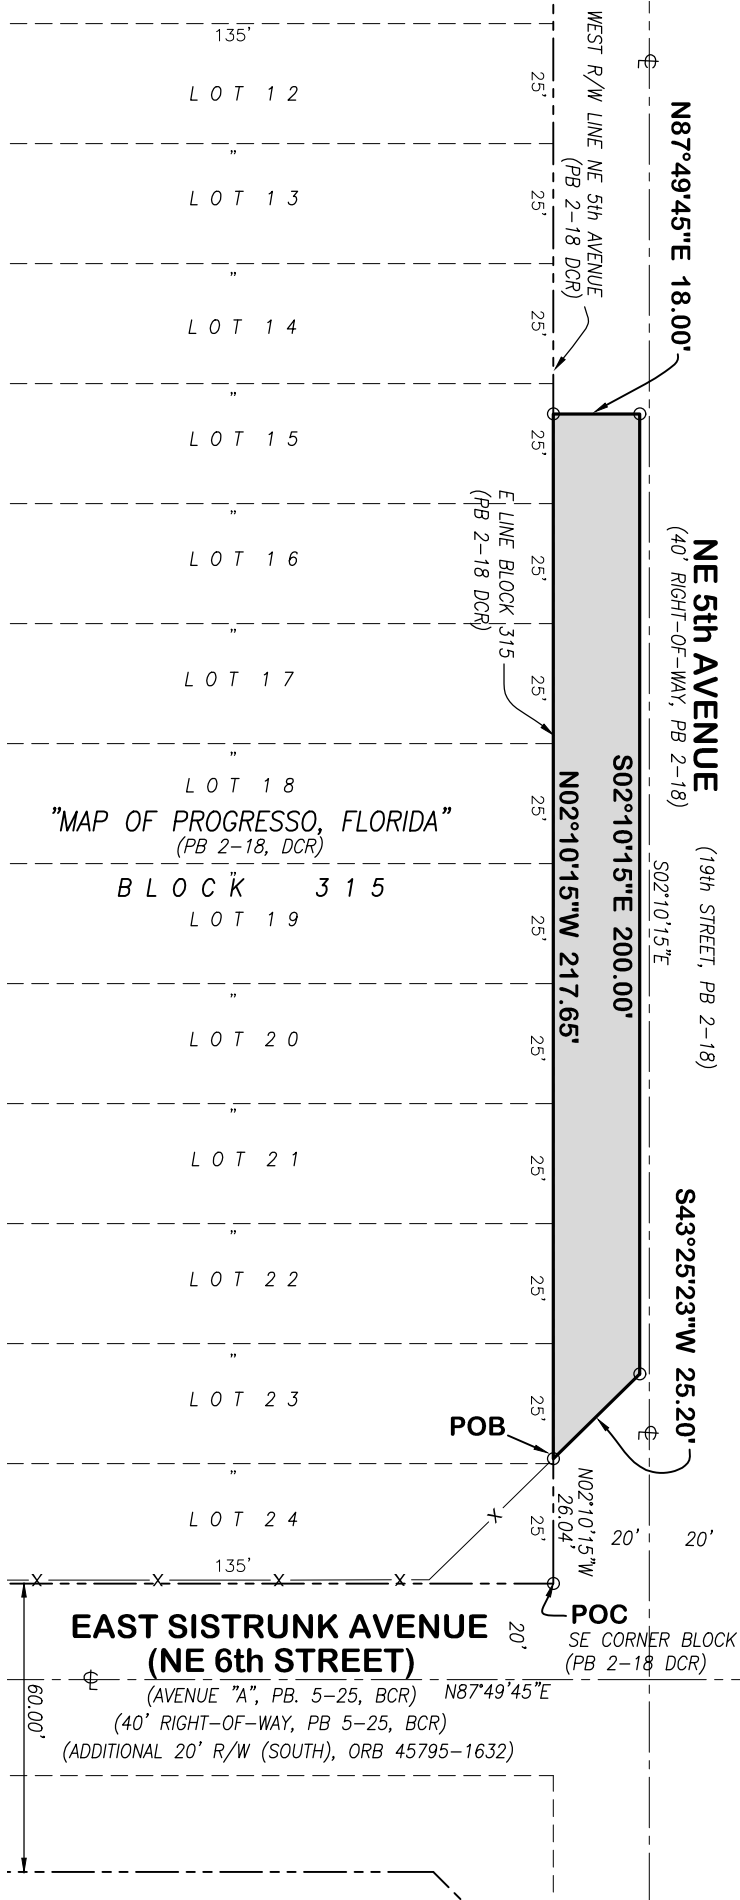 135'
LOT 12
25'
WEST R/W LINE NE 5th AVENUE
(PB 2-18 DCR)
℄
N87°49'45"E 18.00'
"
LOT 13
25'
"
LOT 14
25'
"
LOT 15
25'
"
LOT 16
25'
E LINE BLOCK 315
(PB 2-18 DCR)
NE 5th AVENUE
(40' RIGHT-OF-WAY, PB 2-18)
(19th STREET, PB 2-18)
S02°10'15"E
"
LOT 17
25'
"
LOT 18
25'
"MAP OF PROGRESSO, FLORIDA"
(PB 2-18, DCR)
S02°10'15"E 200.00'
N02°10'15"W 217.65'
"
BLOCK 315
LOT 19
25'
"
LOT 20
25'
"
LOT 21
25'
"
LOT 22
25'
S43°25'23"W 25.20'
"
LOT 23
25'
POB
℄
"
LOT 24
25'
N02°10'15"W
26.04'
20'
20'
135'
X
X
X
X
X
POC
SE CORNER BLOCK
(PB 2-18 DCR)
EAST SISTRUNK AVENUE
(NE 6th STREET)
20'
℄
(AVENUE "A", PB. 5-25, BCR)
N87°49'45"E
(40' RIGHT-OF-WAY, PB 5-25, BCR)
(ADDITIONAL 20' R/W (SOUTH), ORB 45795-1632)
60.00'